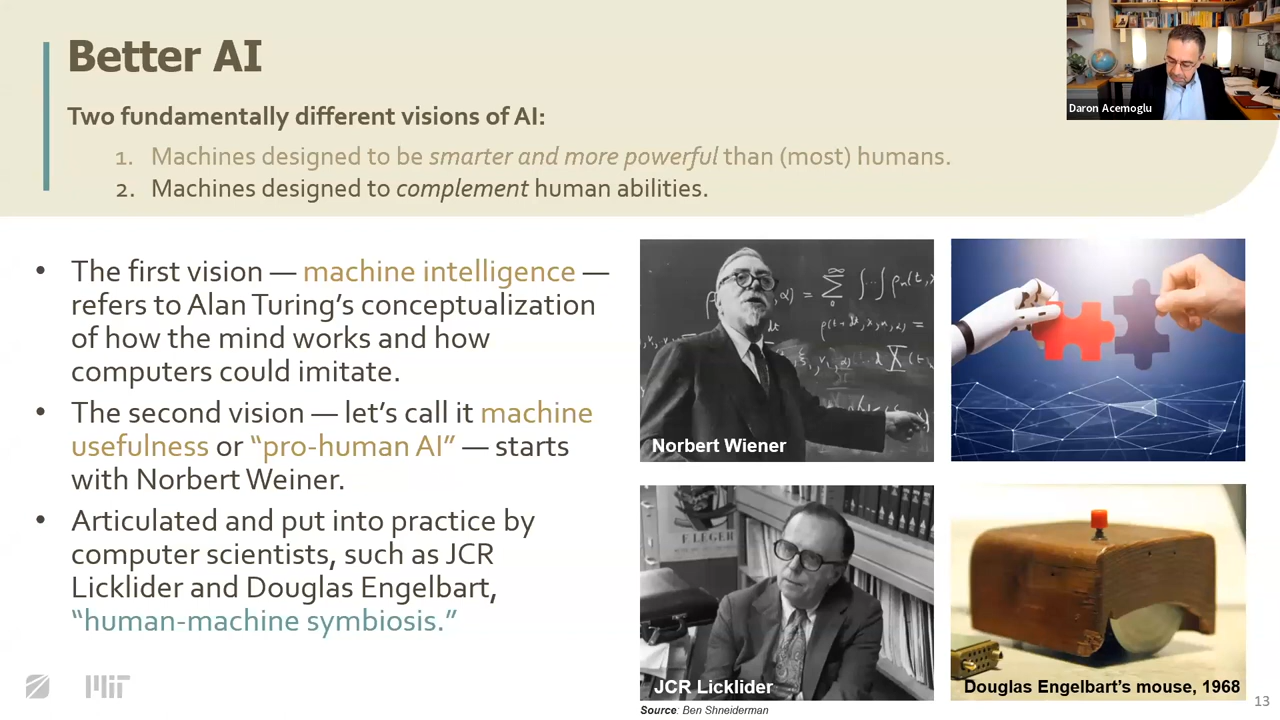 Better AI
Two fundamentally different visions of AI:
1. Machines designed to be smarter and more powerful than (most) humans.
2. Machines designed to complement human abilities.
Daron Acemoglu
• The first vision — machine intelligence —
refers to Alan Turing’s conceptualization
of how the mind works and how
computers could imitate.
• The second vision — let’s call it machine
usefulness or “pro-human AI” — starts
with Norbert Weiner.
• Articulated and put into practice by
computer scientists, such as JCR
Licklider and Douglas Engelbart,
“human-machine symbiosis.”
Norbert Wiener
JCR Licklider
Douglas Engelbart’s mouse, 1968
Source: Ben Shneiderman
MIT
13